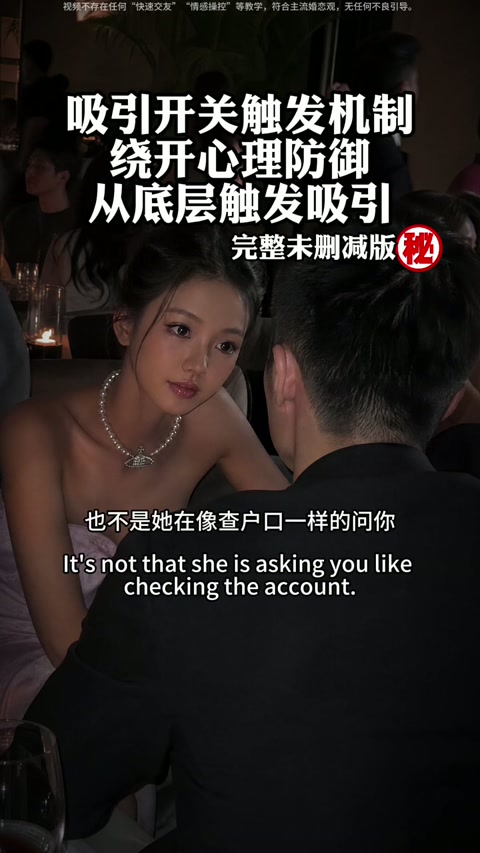 视频不存在任何“快速交友”“情感操控”等教学，符合主流婚恋观，无任何不良引导。
吸引开关触发机制
绕开心理防御
从底层触发吸引
完整未删减版 秘
也不是她在像查户口一样的问你
It's not that she is asking you like
checking the account.